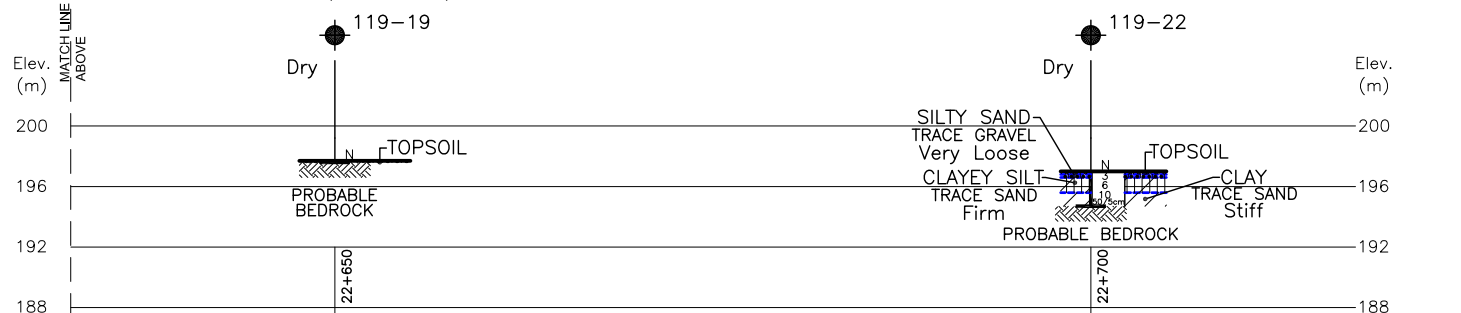 119-19
119-22
MATCH LINE
ABOVE
Elev.
(m)
Dry
Dry
Elev.
(m)
200
200
SILTY SAND
TRACE GRAVEL
Very Loose
N
TOPSOIL
N
TOPSOIL
CLAYEY SILT
TRACE SAND
Firm
3
6
10
50/5cm
CLAY
TRACE SAND
Stiff
196
196
PROBABLE
BEDROCK
PROBABLE BEDROCK
192
192
22+650
22+700
188
188